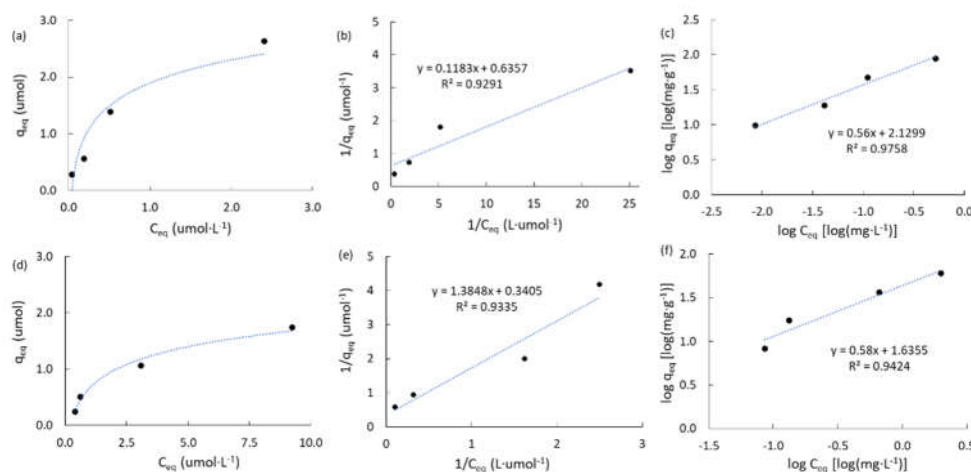 (a)
q_eq (umol)
3.0
2.0
1.0
0.0
0.0 1.0 2.0 3.0
C_eq (umol·L⁻¹)
(b)
1/q_eq (umol⁻¹)
5
4
3
2
1
0
y = 0.1183x + 0.6357
R² = 0.9291
0 5 10 15 20 25
1/C_eq (L·umol⁻¹)
(c)
log q_eq [log(mg·g⁻¹)]
2.5
2.0
1.5
1.0
0.5
0.0
y = 0.56x + 2.1299
R² = 0.9758
-2.5 -2.0 -1.5 -1.0 -0.5 0.0
log C_eq [log(mg·L⁻¹)]
(d)
q_eq (umol)
3.0
2.0
1.0
0.0
0.0 2.5 5.0 7.5 10.0
C_eq (umol·L⁻¹)
(e)
1/q_eq (umol⁻¹)
5
4
3
2
1
0
y = 1.3848x + 0.3405
R² = 0.9335
0 1 2 3
1/C_eq (L·umol⁻¹)
(f)
log q_eq [log(mg·g⁻¹)]
2.0
1.5
1.0
0.5
0.0
y = 0.58x + 1.6355
R² = 0.9424
-1.5 -1.0 -0.5 0.0 0.5
log C_eq [log(mg·L⁻¹)]